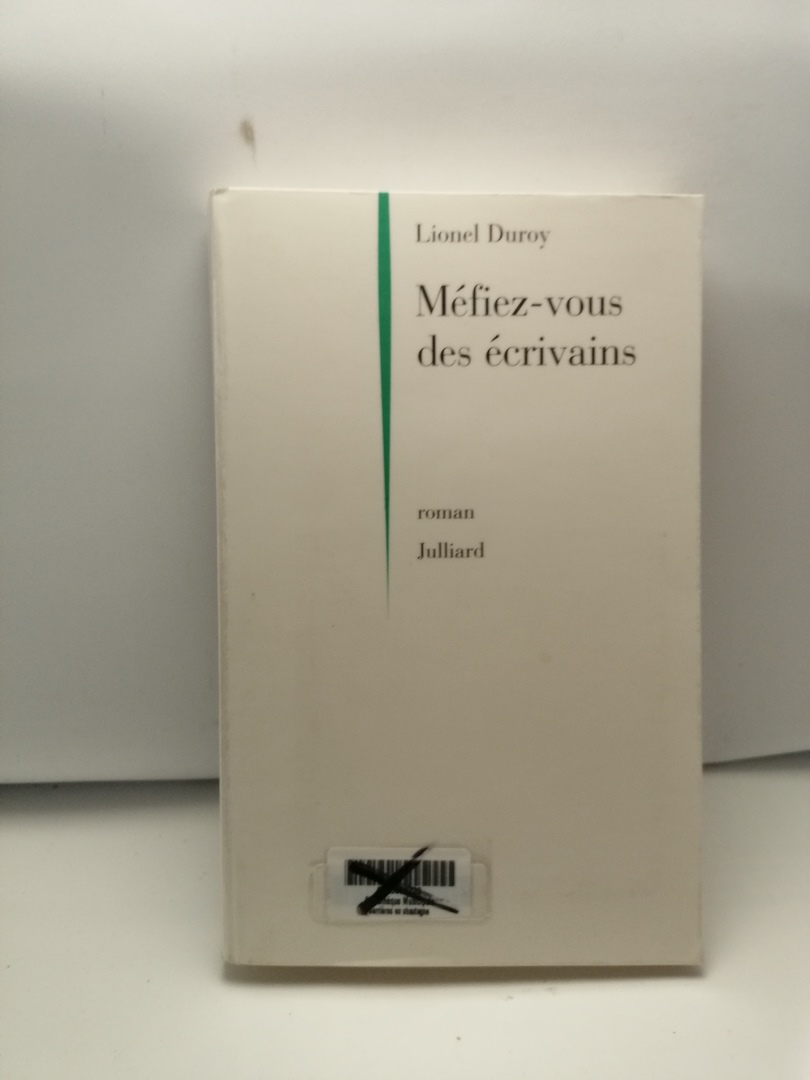 Lionel Duroy
Méfiez-vous
des écrivains
roman
Julliard